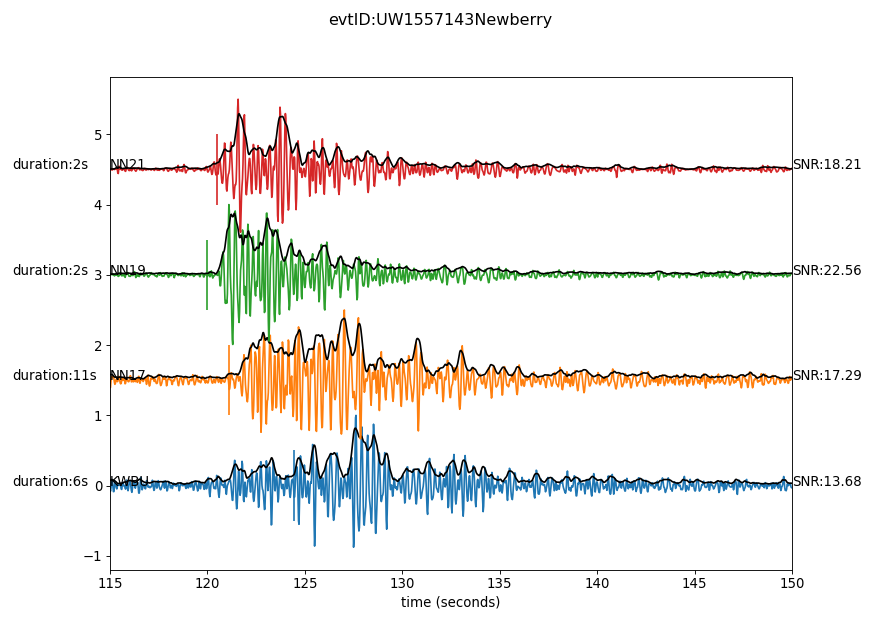 evtID:UW1557143Newberry
5
duration:2s NN21 SNR:18.21
4
duration:2s 3 NN19 SNR:22.56
2
duration:11s NN17 SNR:17.29
1
duration:6s 0 KWBU SNR:13.68
−1
115 120 125 130 135 140 145 150
time (seconds)